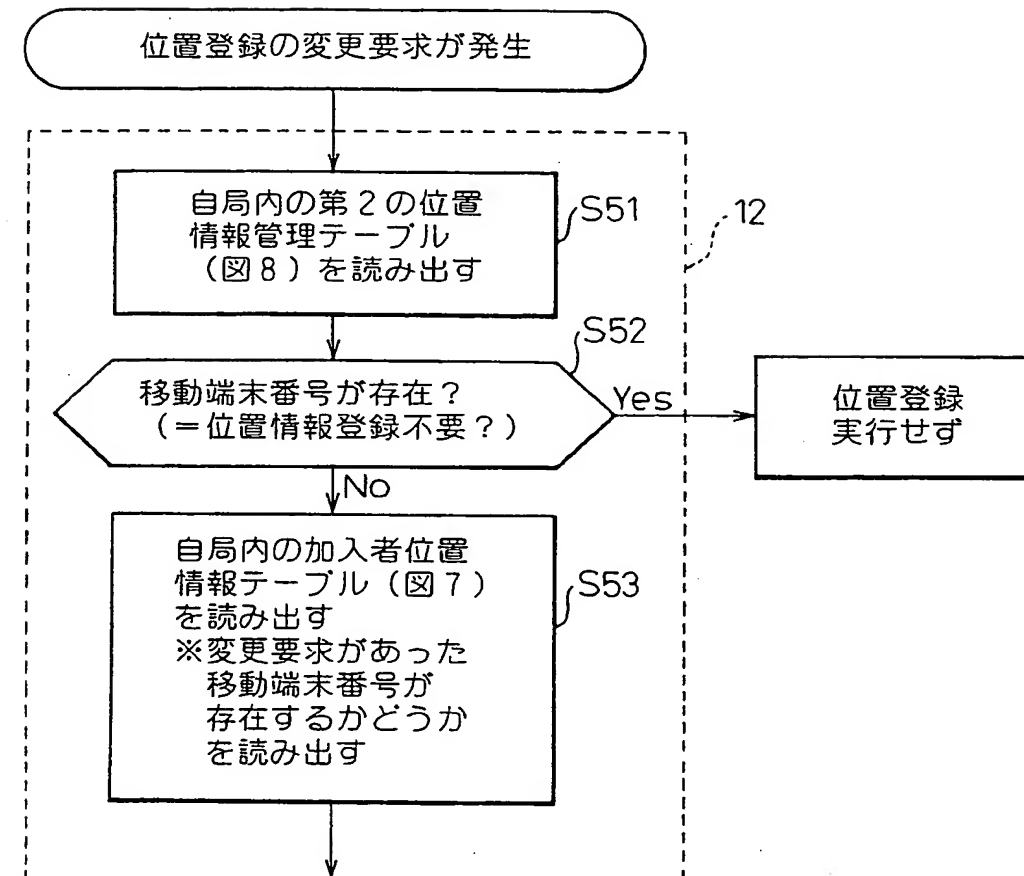 位置登録の変更要求が発生
自局内の第2の位置
情報管理テーブル
(図8)を読み出す
S51
12
S52
移動端末番号が存在?
(=位置情報登録不要?)
Yes
位置登録
実行せず
No
自局内の加入者位置
情報テーブル(図7)
を読み出す
※変更要求があった
移動端末番号が
存在するかどうか
を読み出す
S53